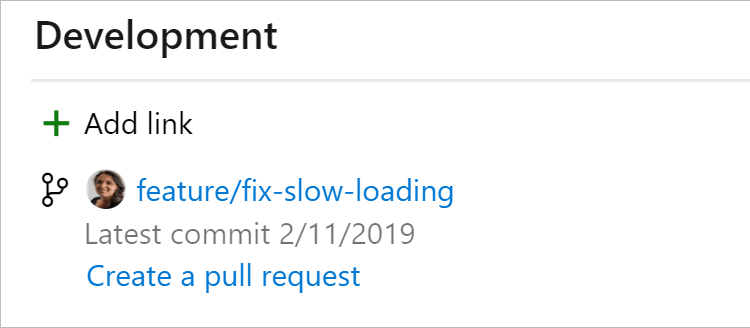 Development
Add link
feature/fix-slow-loading
Latest commit 2/11/2019
Create a pull request